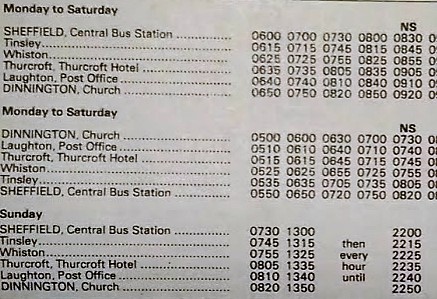 Monday to Saturday
NS
SHEFFIELD, Central Bus Station 0600 0700 0730 0800 0830
Tinsley 0615 0715 0745 0815 0845
Whiston 0625 0725 0755 0825 0855
Thurcroft, Thurcroft Hotel 0635 0735 0805 0835 0905
Laughton, Post Office 0640 0740 0810 0840 0910
DINNINGTON, Church 0650 0750 0820 0850 0920
Monday to Saturday
NS
DINNINGTON, Church 0500 0600 0630 0700 0730
Laughton, Post Office 0510 0610 0640 0710 0740
Thurcroft, Thurcroft Hotel 0515 0615 0645 0715 0745
Whiston 0525 0625 0655 0725 0755
Tinsley 0535 0635 0705 0735 0805
SHEFFIELD, Central Bus Station 0550 0650 0720 0750 0820
Sunday
SHEFFIELD, Central Bus Station 0730 1300 2200
Tinsley 0745 1315 then 2215
Whiston 0755 1325 every 2225
Thurcroft, Thurcroft Hotel 0805 1335 hour 2235
Laughton, Post Office 0810 1340 until 2240
DINNINGTON, Church 0820 1350 2250